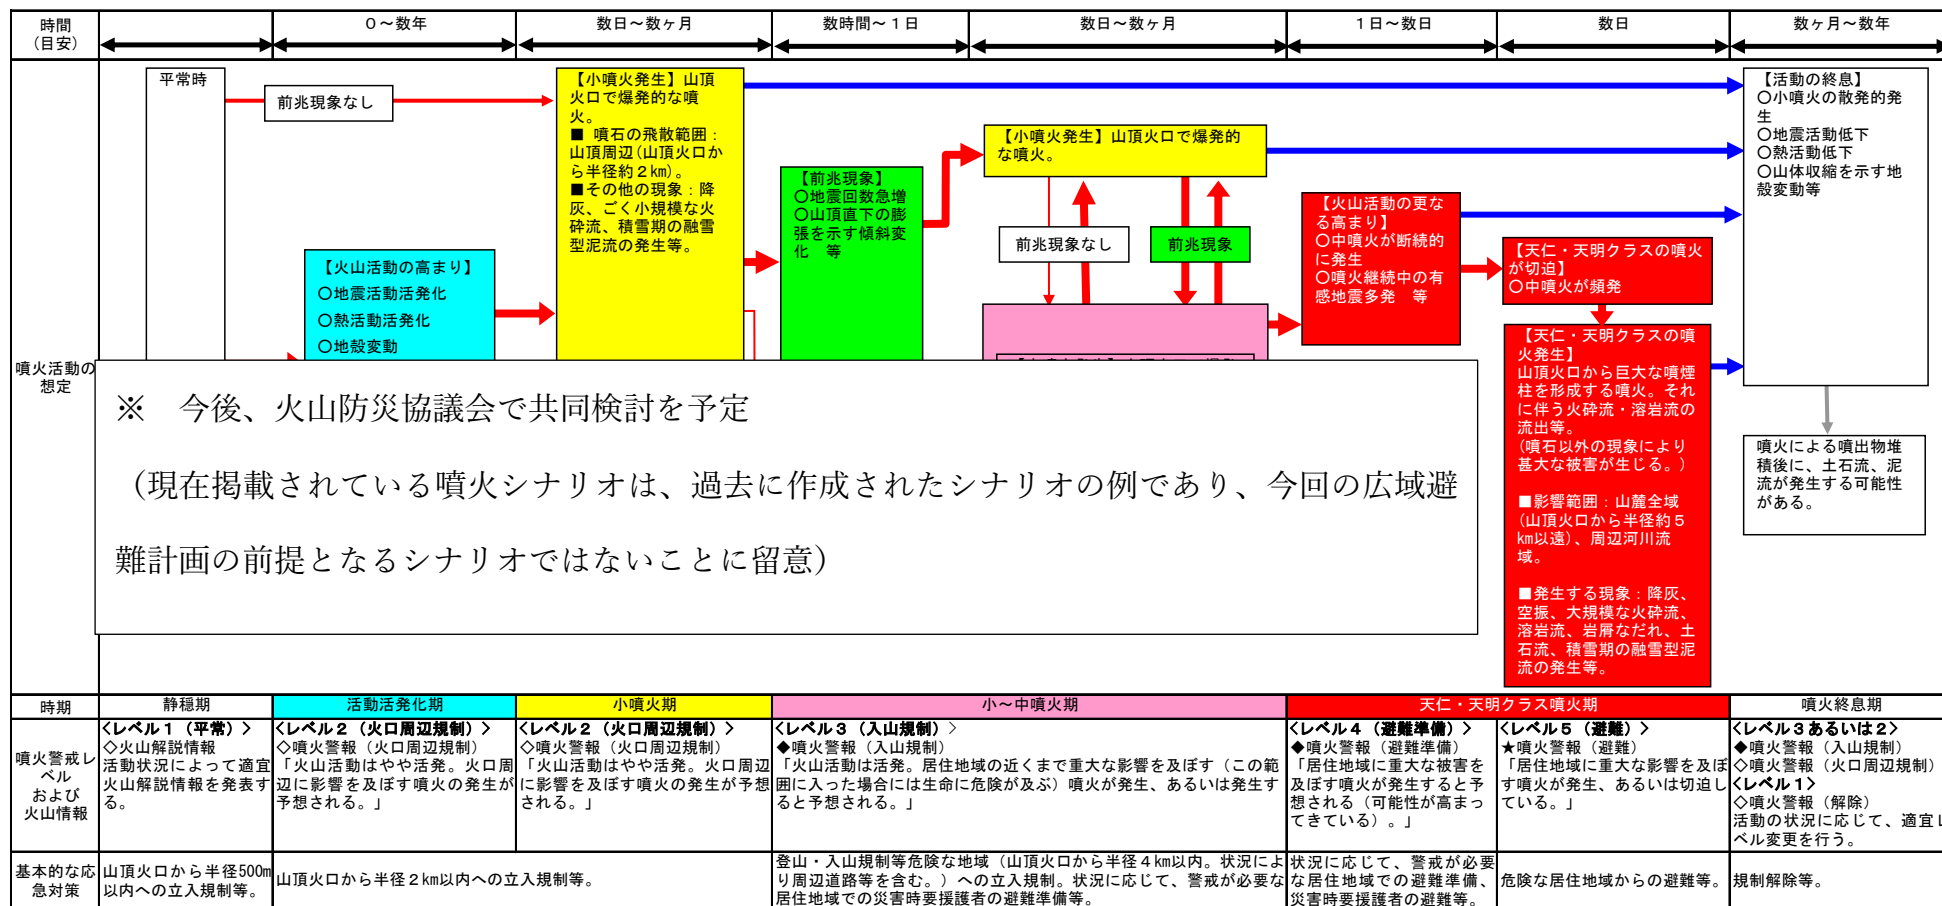 時間
(目安)
０～数年
数日～数ヶ月
数時間～１日
数日～数ヶ月
１日～数日
数日
数ヶ月～数年
噴火活動の
想定
平常時
前兆現象なし
【火山活動の高まり】
○地震活動活発化
○熱活動活発化
○地殻変動
【小噴火発生】山頂
火口で爆発的な噴
火。
■ 噴石の飛散範囲：
山頂周辺(山頂火口か
ら半径約２km)。
■その他の現象：降
灰、ごく小規模な火
砕流、積雪期の融雪
型泥流の発生等。
【前兆現象】
○地震回数急増
○山頂直下の膨
張を示す傾斜変
化　等
【小噴火発生】山頂火口で爆発的
な噴火。
前兆現象なし
前兆現象
【火山活動の更な
る高まり】
○中噴火が断続的
に発生
○噴火継続中の有
感地震多発　等
【天仁・天明クラスの噴火
が切迫】
○中噴火が頻発
【天仁・天明クラスの噴
火発生】
山頂火口から巨大な噴煙
柱を形成する噴火。それ
に伴う火砕流・溶岩流の
流出等。
(噴石以外の現象により
甚大な被害が生じる。)
■影響範囲：山麓全域
(山頂火口から半径約５
km以遠)、周辺河川流
域。
■発生する現象：降灰、
空振、大規模な火砕流、
溶岩流、岩屑なだれ、土
石流、積雪期の融雪型泥
流の発生等。
【活動の終息】
○小噴火の散発的発
生
○地震活動低下
○熱活動低下
○山体収縮を示す地
殻変動等
噴火による噴出物堆
積後に、土石流、泥
流が発生する可能性
がある。
※　今後、火山防災協議会で共同検討を予定
（現在掲載されている噴火シナリオは、過去に作成されたシナリオの例であり、今回の広域避
難計画の前提となるシナリオではないことに留意）
時期
静穏期
活動活発化期
小噴火期
小～中噴火期
天仁・天明クラス噴火期
噴火終息期
噴火警戒レ
ベル
および
火山情報
<レベル１（平常）>
◇火山解説情報
活動状況によって適宜
火山解説情報を発表す
る。
<レベル２（火口周辺規制）>
◇噴火警報（火口周辺規制）
「火山活動はやや活発。火口周
辺に影響を及ぼす噴火の発生が
予想される。」
<レベル２（火口周辺規制）>
◇噴火警報（火口周辺規制）
「火山活動はやや活発。火口周辺
に影響を及ぼす噴火の発生が予想
される。」
<レベル３（入山規制）>
◆噴火警報（入山規制）
「火山活動は活発。居住地域の近くまで重大な影響を及ぼす（この範
囲に入った場合には生命に危険が及ぶ）噴火が発生、あるいは発生す
ると予想される。」
<レベル４（避難準備）>
◆噴火警報（避難準備）
「居住地域に重大な被害を
及ぼす噴火が発生すると予
想される（可能性が高まっ
てきている）。」
<レベル５（避難）>
★噴火警報（避難）
「居住地域に重大な影響を及ぼ
す噴火が発生、あるいは切迫し
ている。」
<レベル３あるいは２>
◆噴火警報（入山規制）
◇噴火警報（火口周辺規制）
<レベル１>
◇噴火警報（解除）
活動の状況に応じて、適宜レ
ベル変更を行う。
基本的な応
急対策
山頂火口から半径500m
以内への立入規制等。
山頂火口から半径２km以内への立入規制等。
登山・入山規制等危険な地域（山頂火口から半径４km以内。状況によ
り周辺道路等を含む。）への立入規制。状況に応じて、警戒が必要な
居住地域での災害時要援護者の避難準備等。
状況に応じて、警戒が必要
な居住地域での避難準備、
災害時要援護者の避難等。
危険な居住地域からの避難等。
規制解除等。